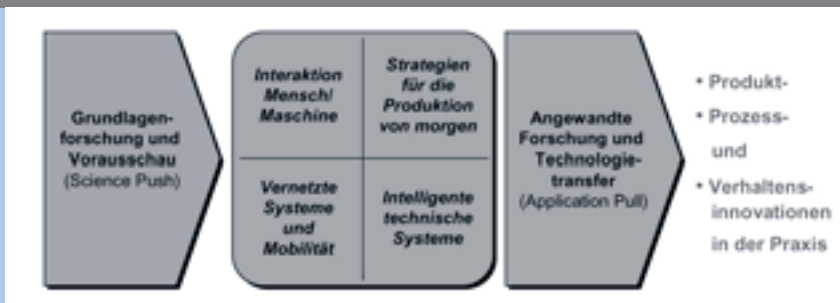 Grundlagen-
forschung und
Vorausschau
(Science Push)
Interaktion
Mensch/
Maschine
Strategien
für die
Produktion
von morgen
Vernetzte
Systeme
und
Mobilität
Intelligente
technische
Systeme
Angewandte
Forschung und
Technologie-
transfer
(Application Pull)
• Produkt-
• Prozess-
und
• Verhaltens-
innovationen
in der Praxis